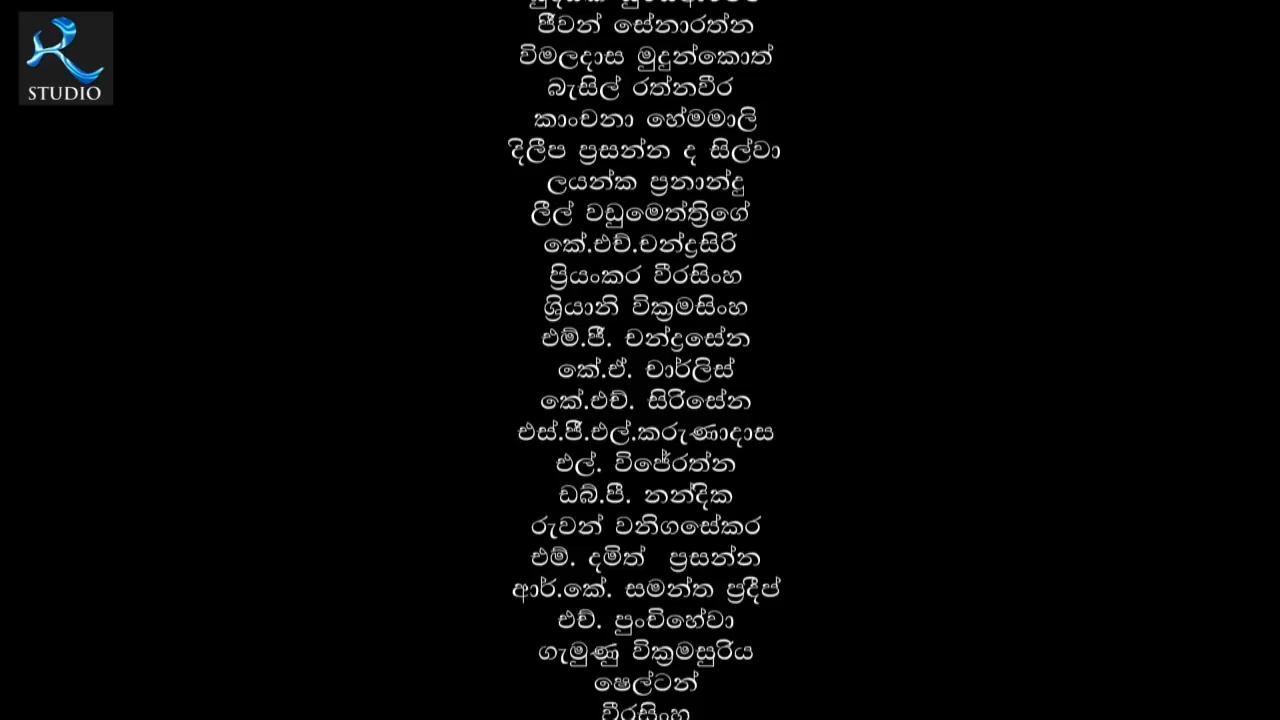 STUDIO
ජීවන් සේනාරත්න
විමලදාස මුදුන්කොත්
බැසිල් රත්නවීර
කාංචනා හේමමාලි
දිලීප ප්‍රසන්න ද සිල්වා
ලයන්ක ප්‍රනාන්දු
ලීල් වඩුමෙත්ත්‍රිගේ
කේ.එච්.චන්ද්‍රසිරි
ප්‍රියංකර වීරසිංහ
ශ්‍රියානි වික්‍රමසිංහ
එම්.ජී. චන්ද්‍රසේන
කේ.ඒ. චාර්ලිස්
කේ.එච්. සිරිසේන
එස්.ජී.එල්.කරුණාදාස
එල්. විජේරත්න
ඩබ්.පී. නන්දික
රුවන් වනිගසේකර
එම්. දමිත්  ප්‍රසන්න
ආර්.කේ. සමන්ත ප්‍රදීප්
එච්. පුංචිහේවා
ගැමුණු වික්‍රමසුරිය
ෂෙල්ටන්
වීරසිංහ